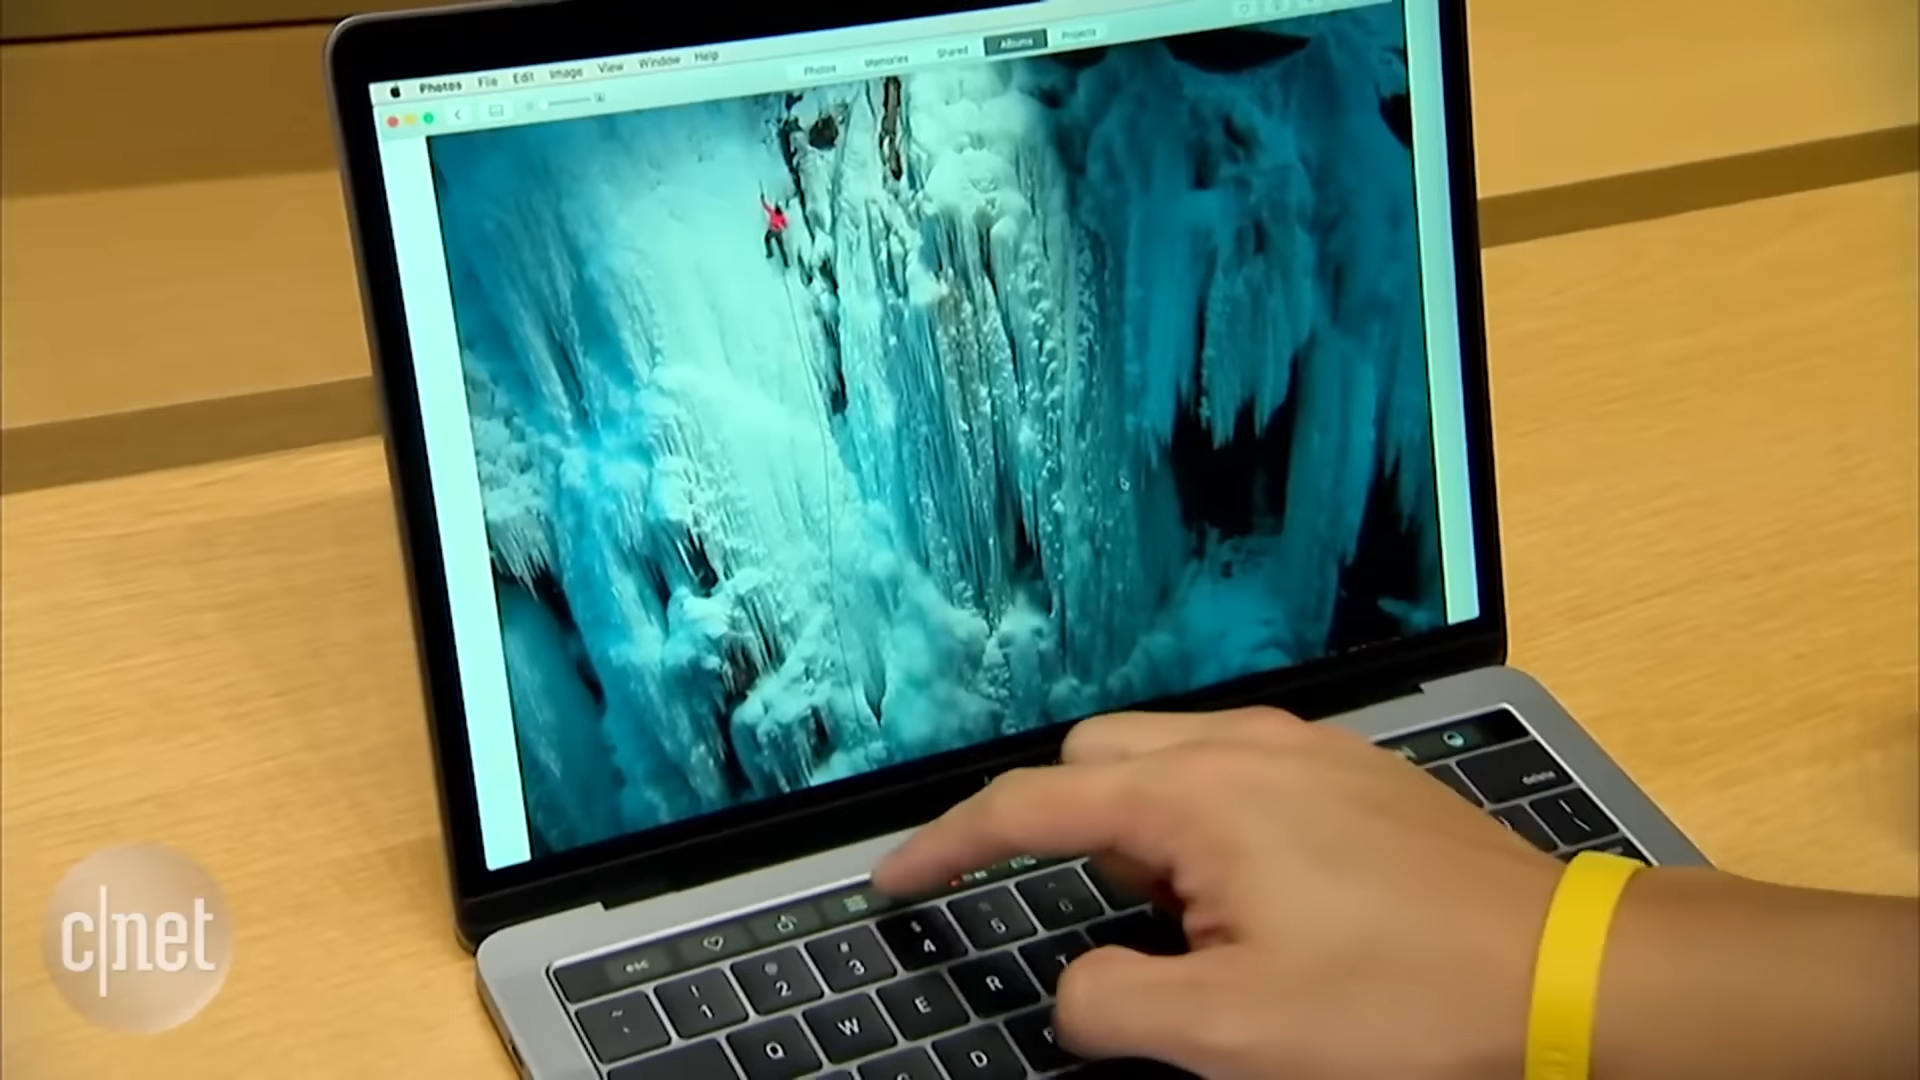 Photos File Edit Image View Window Help
Photos Memories Shared Albums Projects
esc
delete
! 1
2
# 3
$ 4
5
^ 6
Q W E R T
D F
c|net